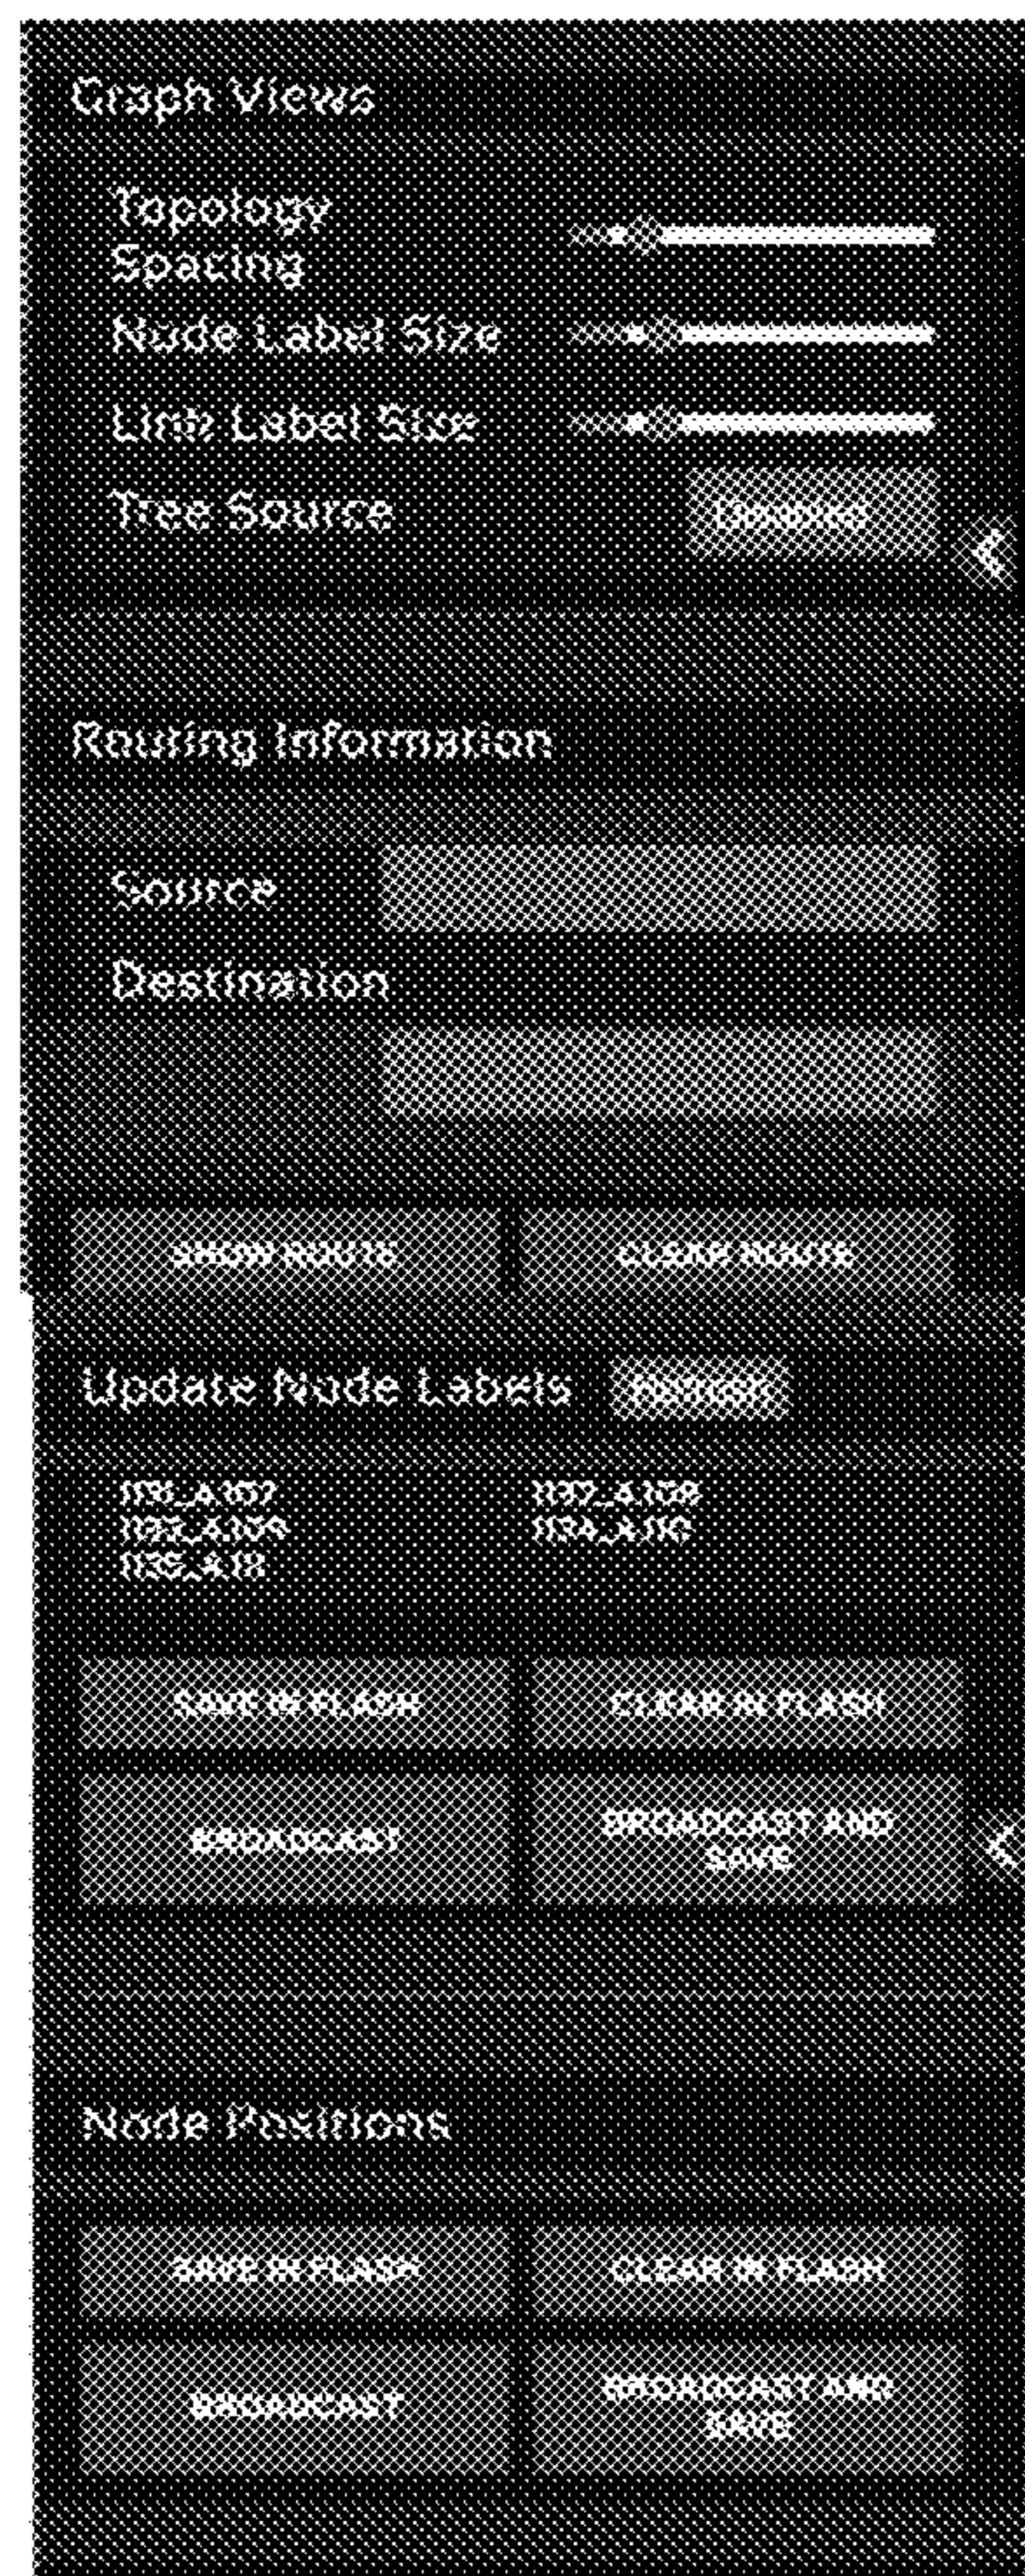 Graph Views
Topology
Spacing
Node Label Size
Link Label Size
Tree Source
Disabled
Routing Information
Source
Destination
SHOW ROUTE
CLEAR ROUTE
Update Node Labels
Refresh
SAVE IN FLASH
CLEAR IN FLASH
BROADCAST
BROADCAST AND
SAVE
Node Positions
SAVE IN FLASH
CLEAR IN FLASH
BROADCAST
BROADCAST AND
SAVE